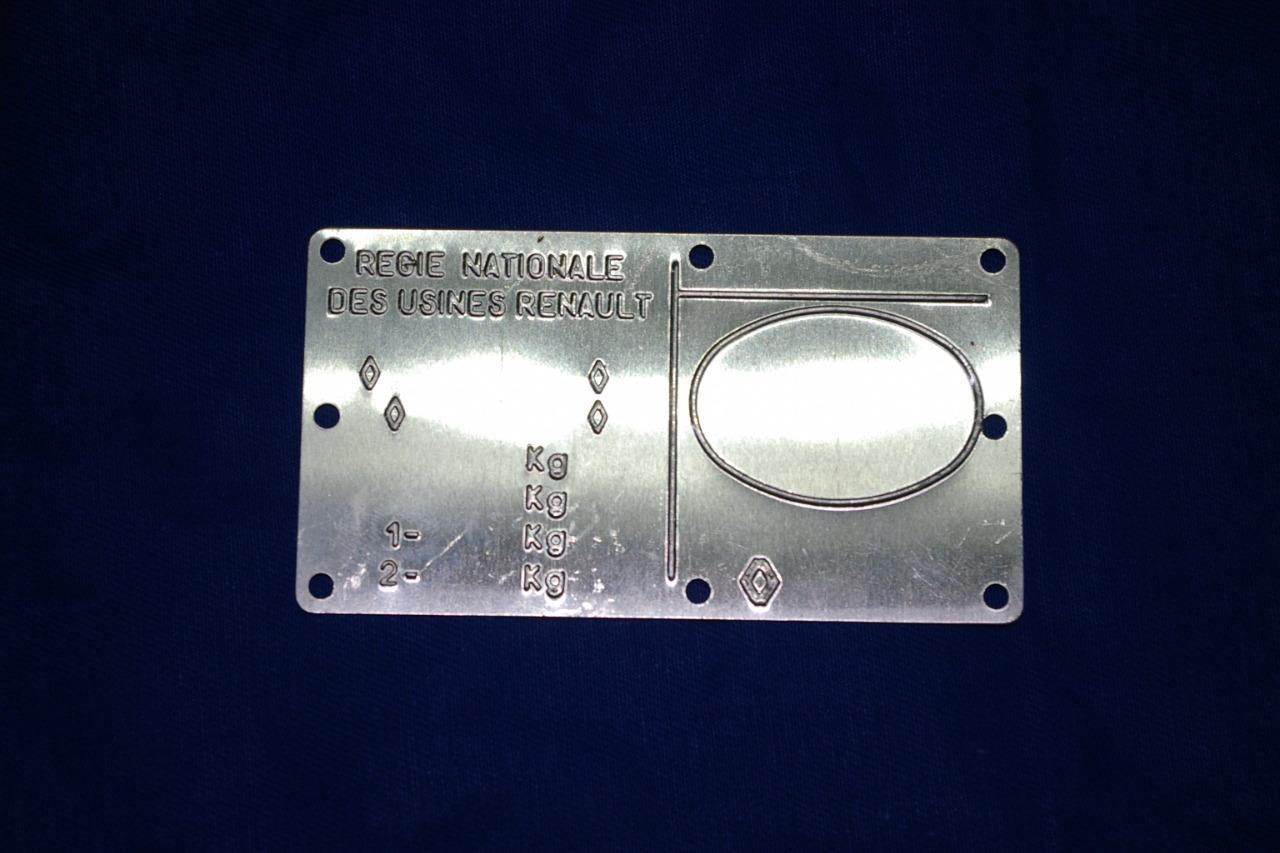 REGIE NATIONALE
DES USINES RENAULT
Kg
Kg
1- Kg
2- Kg